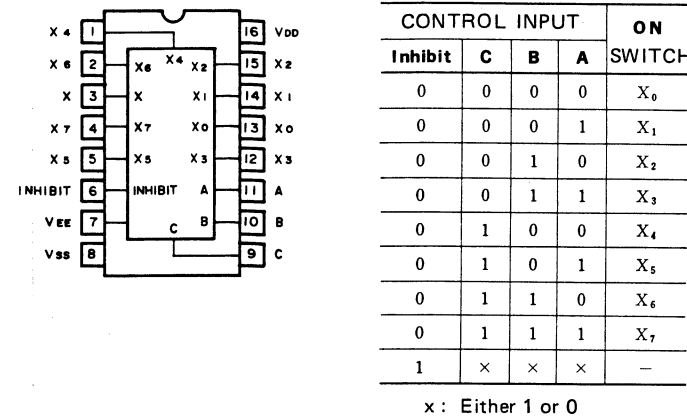 X4 1 16 VDD
X6 2 X6 X4 X2 15 X2
X 3 X X1 14 X1
X7 4 X7 X0 13 X0
X5 5 X5 X3 12 X3
INHIBIT 6 INHIBIT A 11 A
VEE 7 C B 10 B
VSS 8 9 C
CONTROL INPUT ON SWITCH
Inhibit C B A
0 0 0 0 X0
0 0 0 1 X1
0 0 1 0 X2
0 0 1 1 X3
0 1 0 0 X4
0 1 0 1 X5
0 1 1 0 X6
0 1 1 1 X7
1 × × × –
x : Either 1 or 0